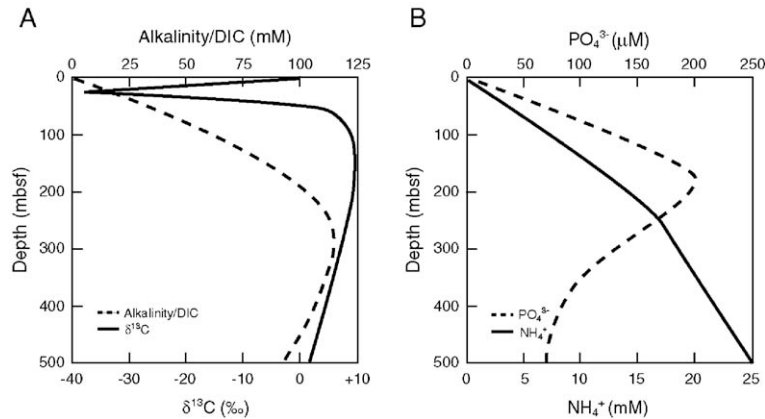 A
Alkalinity/DIC (mM)
0 25 50 75 100 125
0
100
200
300
400
500
Depth (mbsf)
Alkalinity/DIC
δ¹³C
-40 -30 -20 -10 0 +10
δ¹³C (‰)
B
PO₄³⁻ (μM)
0 50 100 150 200 250
0
100
200
300
400
500
Depth (mbsf)
PO₄³⁻
NH₄⁺
0 5 10 15 20 25
NH₄⁺ (mM)